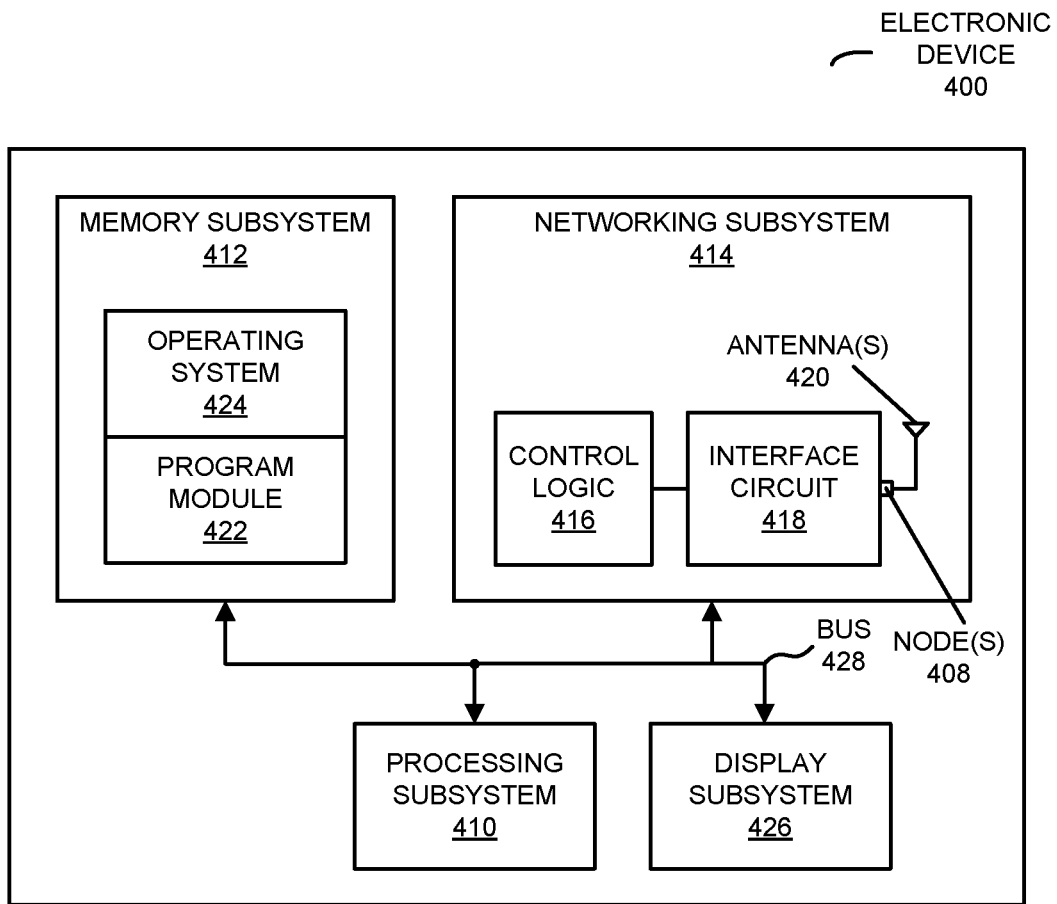 ELECTRONIC
DEVICE
400
MEMORY SUBSYSTEM
412
OPERATING
SYSTEM
424
PROGRAM
MODULE
422
NETWORKING SUBSYSTEM
414
ANTENNA(S)
420
CONTROL
LOGIC
416
INTERFACE
CIRCUIT
418
NODE(S)
408
BUS
428
PROCESSING
SUBSYSTEM
410
DISPLAY
SUBSYSTEM
426